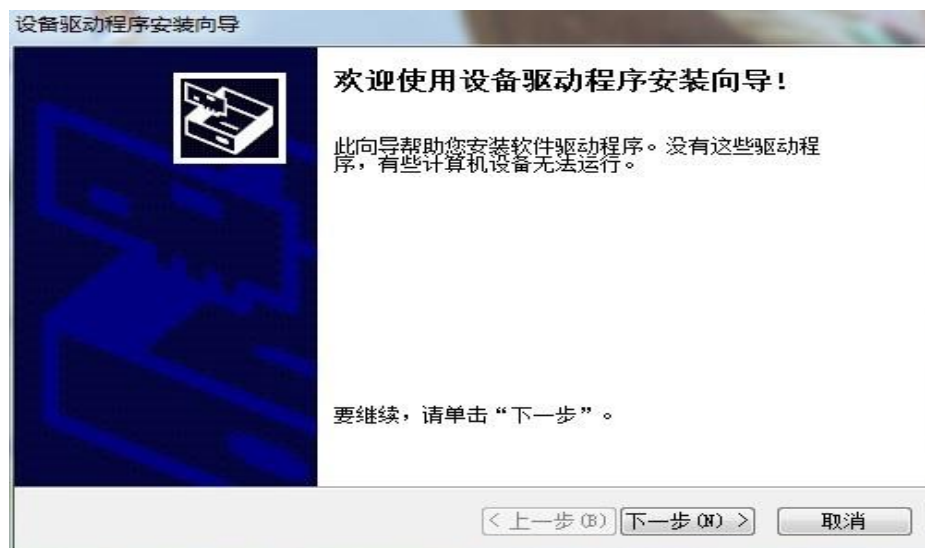 设备驱动程序安装向导
欢迎使用设备驱动程序安装向导!
此向导帮助您安装软件驱动程序。没有这些驱动程
序，有些计算机设备无法运行。
要继续，请单击“下一步”。
< 上一步(B) 下一步(N) > 取消